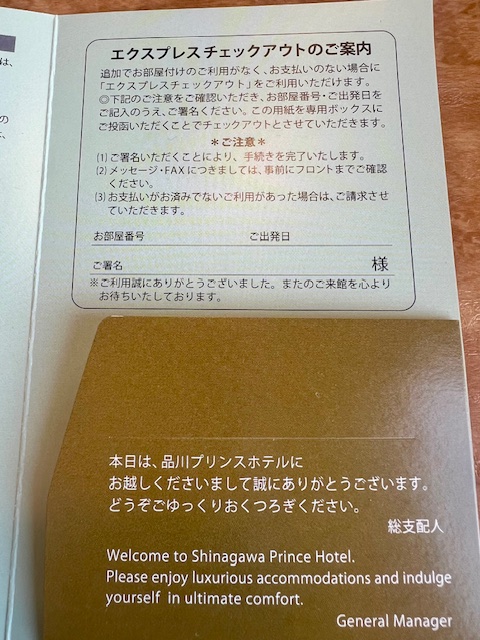 は、
の
は、
エクスプレスチェックアウトのご案内
追加でお部屋付けのご利用がなく、お支払いのない場合に
「エクスプレスチェックアウト」をご利用いただけます。
◎下記のご注意をご確認いただき、お部屋番号・ご出発日を
ご記入のうえ、ご署名ください。この用紙を専用ボックスに
ご投函いただくことでチェックアウトとさせていただきます。
＊ご注意＊
(1)ご署名いただくことにより、手続きを完了いたします。
(2)メッセージ・FAXにつきましては、事前にフロントまでご確認
ください。
(3)お支払いがお済みでないご利用があった場合は、ご請求させ
ていただきます。
お部屋番号 ご出発日
ご署名 様
※ご利用誠にありがとうございました。またのご来館を心より
お待ちいたしております。
本日は、品川プリンスホテルに
お越しくださいまして誠にありがとうございます。
どうぞごゆっくりおくつろぎください。
総支配人
Welcome to Shinagawa Prince Hotel.
Please enjoy luxurious accommodations and indulge
yourself in ultimate comfort.
General Manager